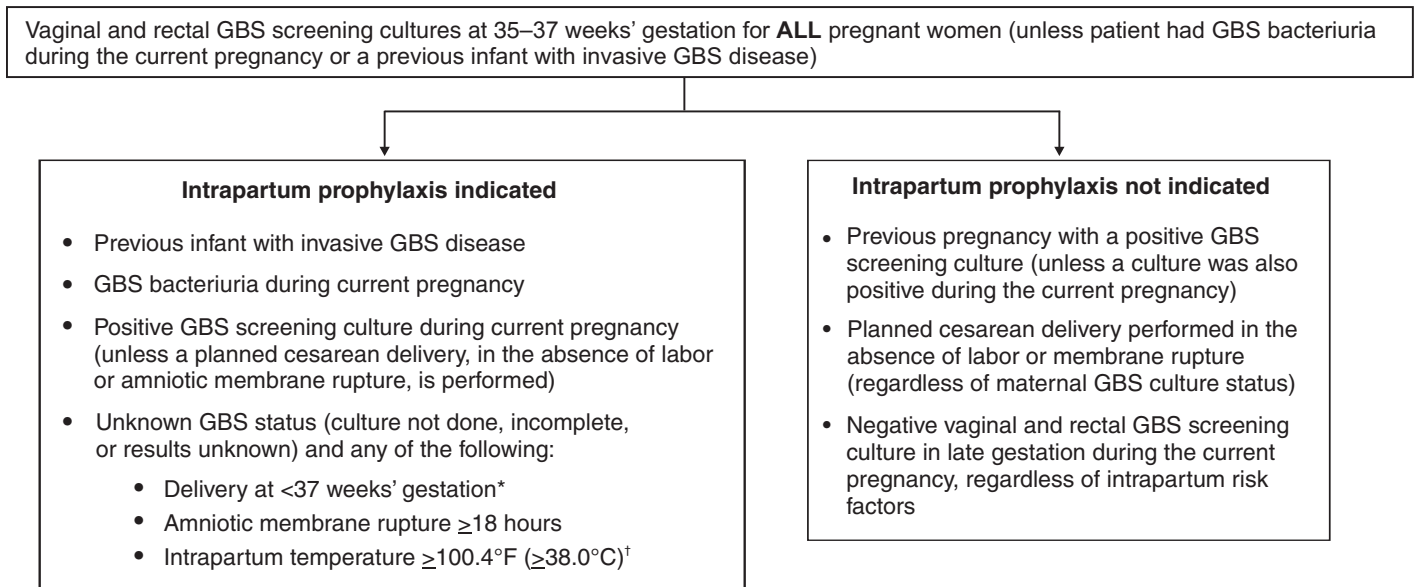 Vaginal and rectal GBS screening cultures at 35–37 weeks’ gestation for ALL pregnant women (unless patient had GBS bacteriuria
during the current pregnancy or a previous infant with invasive GBS disease)
Intrapartum prophylaxis indicated
• Previous infant with invasive GBS disease
• GBS bacteriuria during current pregnancy
• Positive GBS screening culture during current pregnancy
(unless a planned cesarean delivery, in the absence of labor
or amniotic membrane rupture, is performed)
• Unknown GBS status (culture not done, incomplete,
or results unknown) and any of the following:
• Delivery at <37 weeks’ gestation*
• Amniotic membrane rupture ≥18 hours
• Intrapartum temperature ≥100.4°F (≥38.0°C)†
Intrapartum prophylaxis not indicated
• Previous pregnancy with a positive GBS
screening culture (unless a culture was also
positive during the current pregnancy)
• Planned cesarean delivery performed in the
absence of labor or membrane rupture
(regardless of maternal GBS culture status)
• Negative vaginal and rectal GBS screening
culture in late gestation during the current
pregnancy, regardless of intrapartum risk
factors